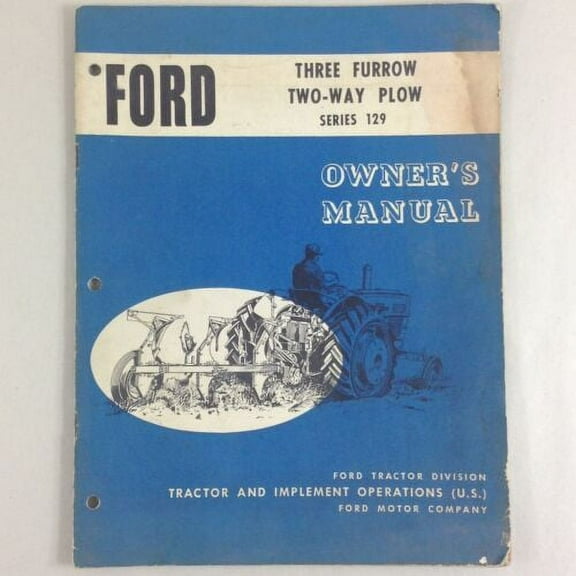 FORD
THREE FURROW
TWO-WAY PLOW
SERIES 129
OWNER'S
MANUAL
FORD TRACTOR DIVISION
TRACTOR AND IMPLEMENT OPERATIONS (U.S.)
FORD MOTOR COMPANY